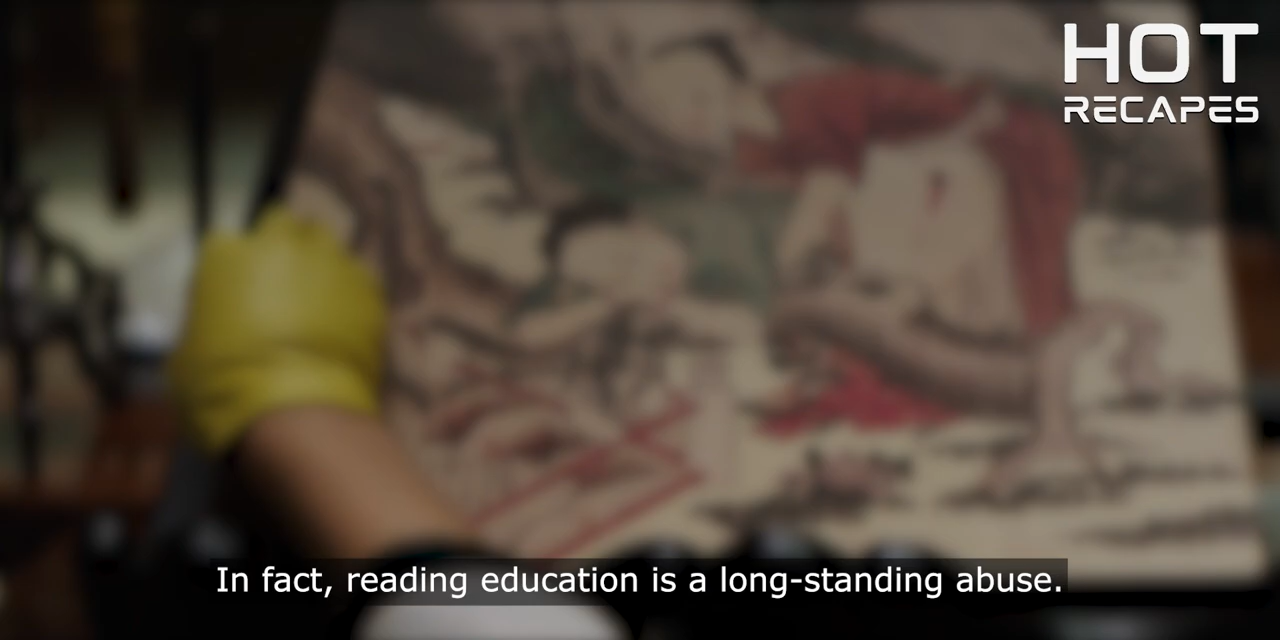 HOT
RECAPES
In fact, reading education is a long-standing abuse.